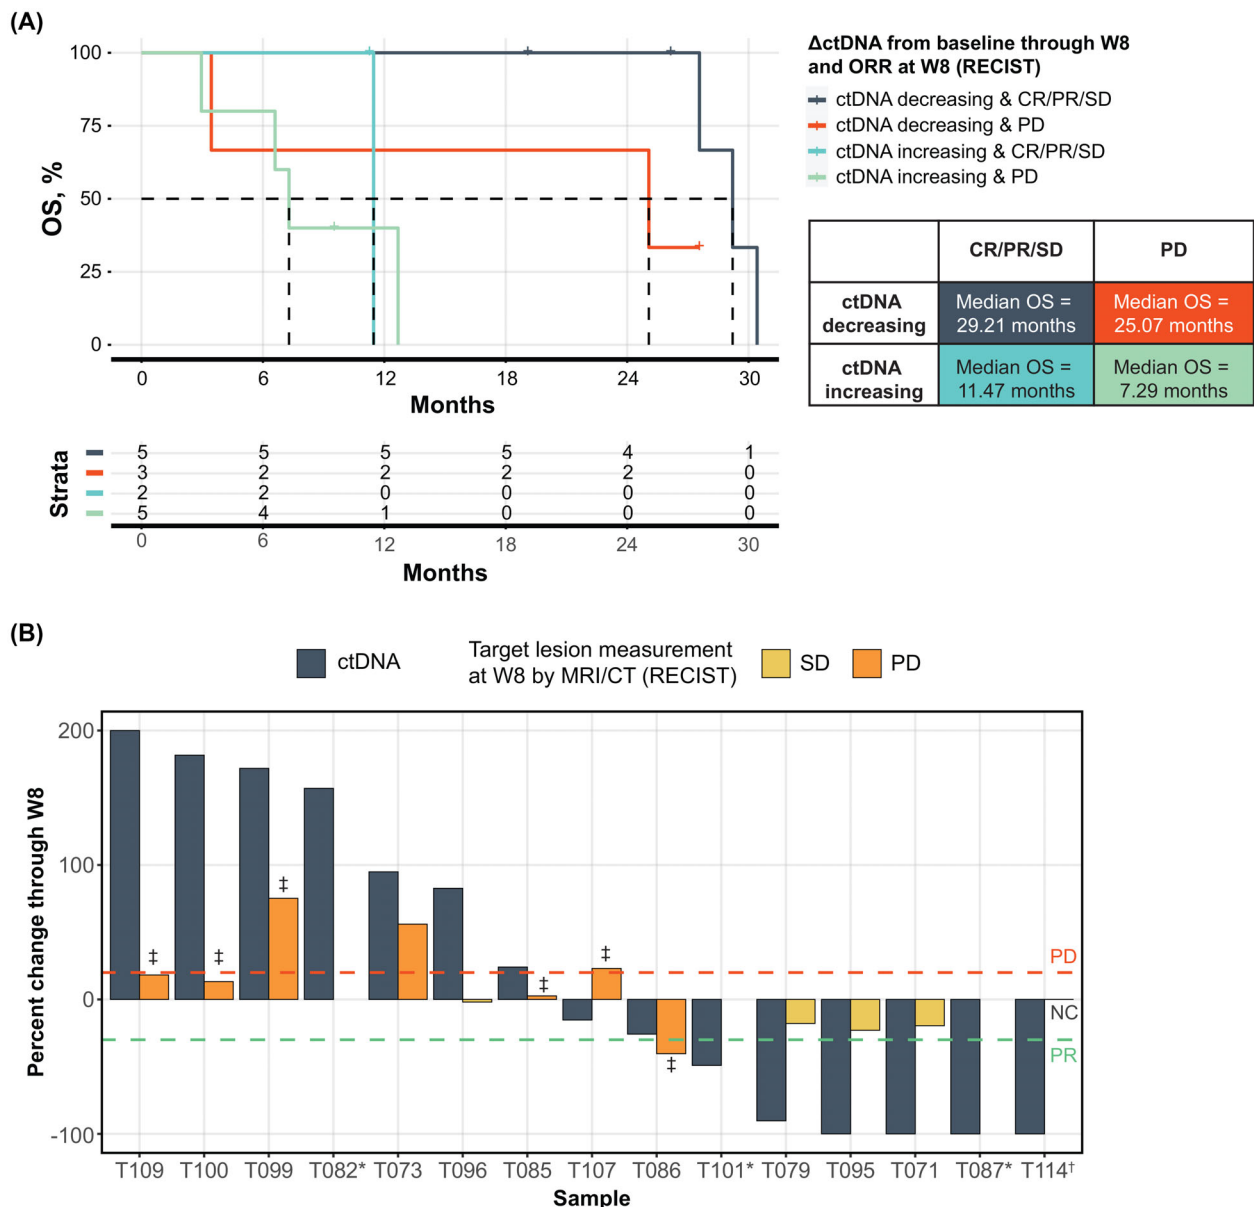 (A)
100
75
50
25
0
OS, %
0 6 12 18 24 30
Months
ΔctDNA from baseline through W8
and ORR at W8 (RECIST)
ctDNA decreasing & CR/PR/SD
ctDNA decreasing & PD
ctDNA increasing & CR/PR/SD
ctDNA increasing & PD
CR/PR/SD PD
ctDNA decreasing Median OS = 29.21 months Median OS = 25.07 months
ctDNA increasing Median OS = 11.47 months Median OS = 7.29 months
Strata
5 5 5 5 4 1
3 2 2 2 2 0
2 2 0 0 0 0
5 4 1 0 0 0
0 6 12 18 24 30
Months
(B)
ctDNA
Target lesion measurement
at W8 by MRI/CT (RECIST)
SD
PD
Percent change through W8
200
100
0
-100
‡ ‡ ‡ ‡ ‡ ‡
PD
NC
PR
T109 T100 T099 T082* T073 T096 T085 T107 T086 T101* T079 T095 T071 T087* T114†
Sample